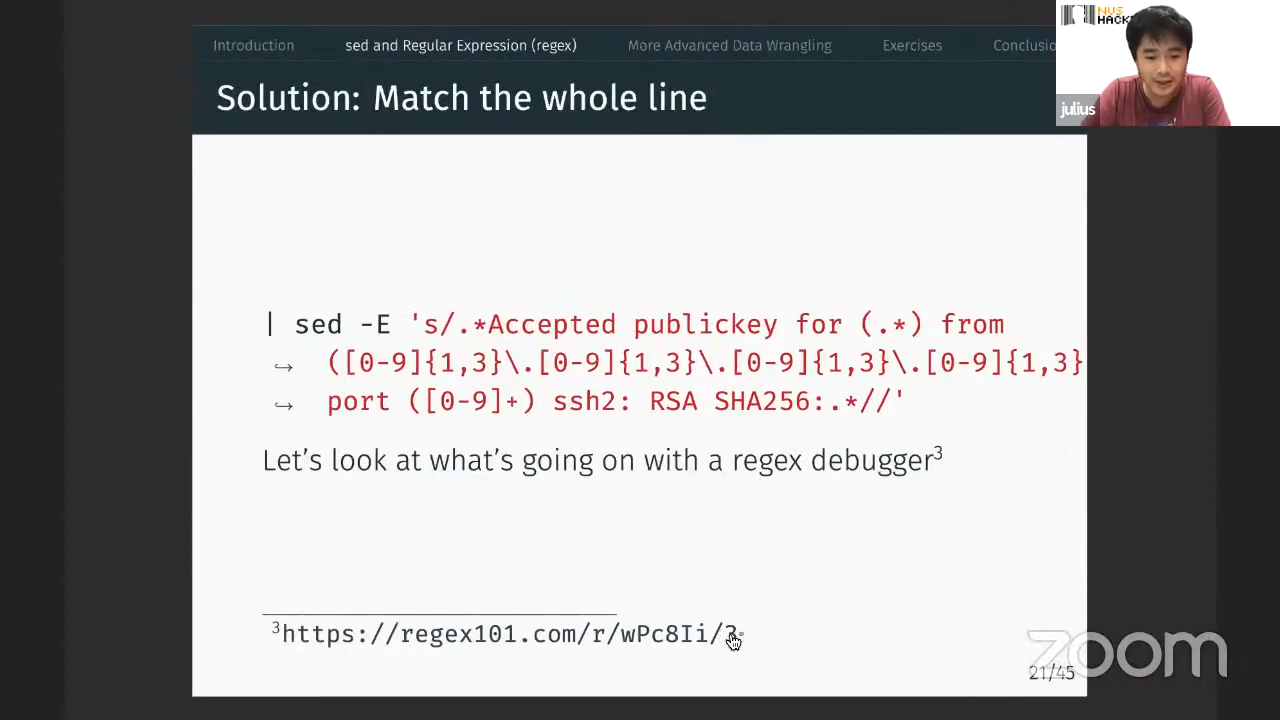 Introduction sed and Regular Expression (regex) More Advanced Data Wrangling Exercises Conclusio
NUS
HACK
julius
Solution: Match the whole line
| sed -E 's/.*Accepted publickey for (.*) from
↪ ([0-9]{1,3}\.[0-9]{1,3}\.[0-9]{1,3}\.[0-9]{1,3}
↪ port ([0-9]+) ssh2: RSA SHA256:.*//'
Let's look at what's going on with a regex debugger3
3https://regex101.com/r/wPc8Ii/3
zoom
21/45